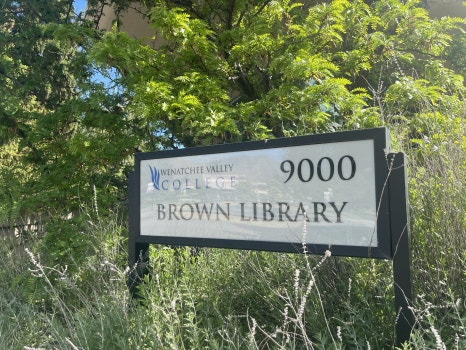 WENATCHEE VALLEY
COLLEGE
9000
BROWN LIBRARY